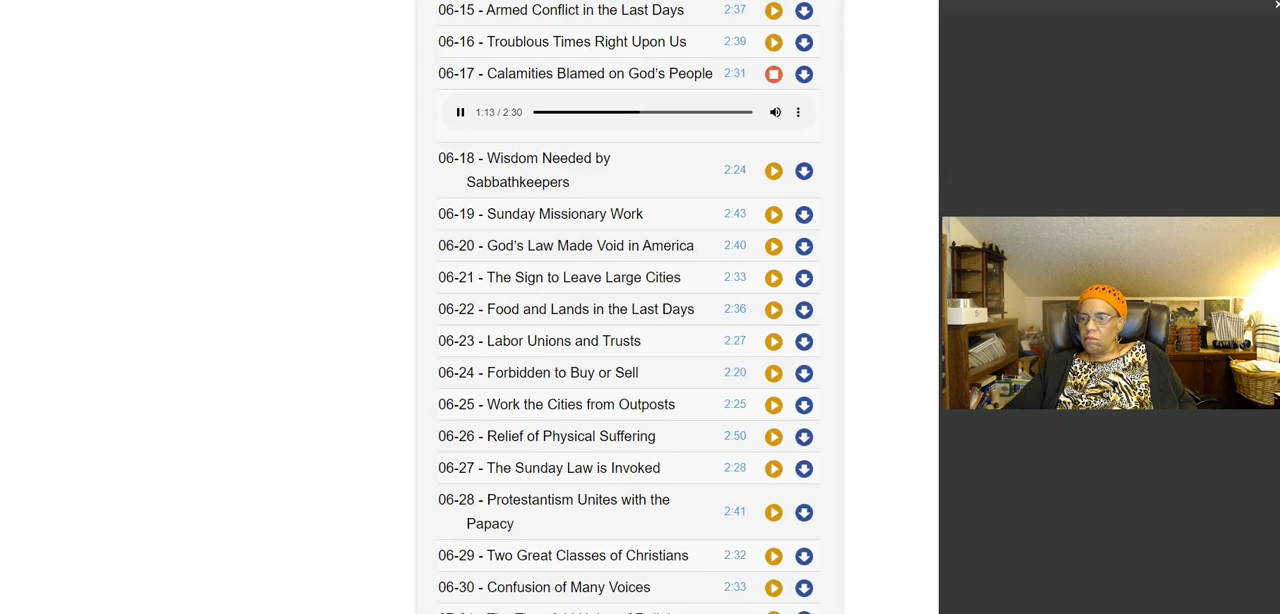 06-15 - Armed Conflict in the Last Days 2:37
06-16 - Troublous Times Right Upon Us 2:39
06-17 - Calamities Blamed on God's People 2:31
1:13 / 2:30
06-18 - Wisdom Needed by
Sabbathkeepers 2:24
06-19 - Sunday Missionary Work 2:43
06-20 - God's Law Made Void in America 2:40
06-21 - The Sign to Leave Large Cities 2:33
06-22 - Food and Lands in the Last Days 2:36
06-23 - Labor Unions and Trusts 2:27
06-24 - Forbidden to Buy or Sell 2:20
06-25 - Work the Cities from Outposts 2:25
06-26 - Relief of Physical Suffering 2:50
06-27 - The Sunday Law is Invoked 2:28
06-28 - Protestantism Unites with the
Papacy 2:41
06-29 - Two Great Classes of Christians 2:32
06-30 - Confusion of Many Voices 2:33